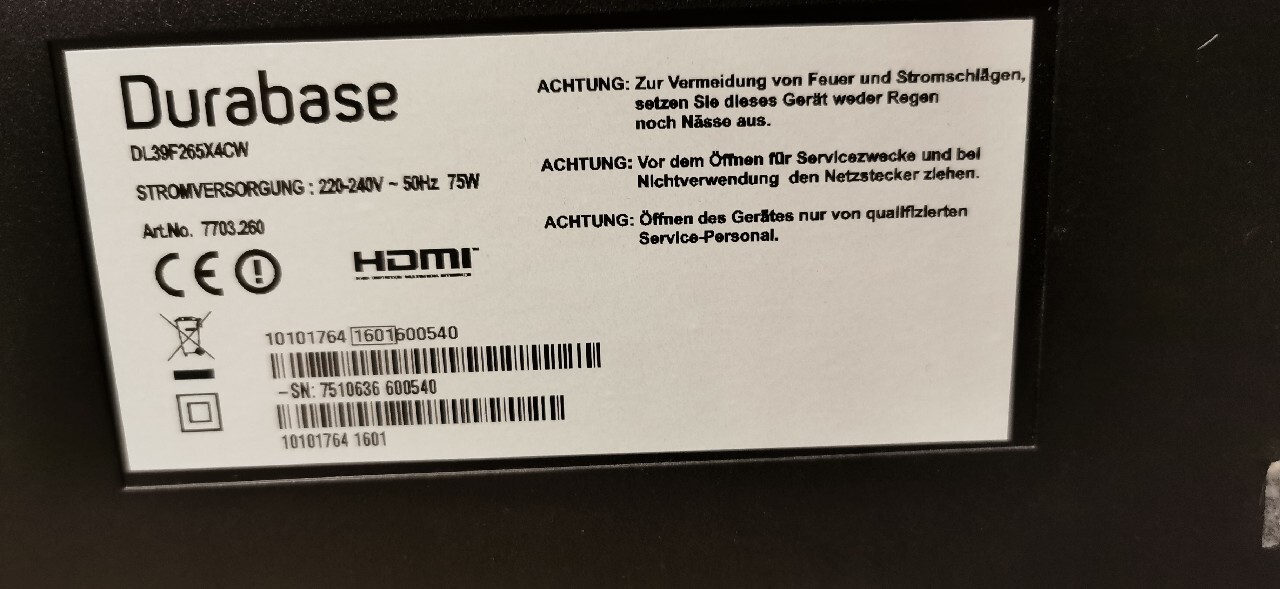 Durabase
DL39F265X4CW
STROMVERSORGUNG : 220-240V ~ 50Hz 75W
Art.No. 7703.260
CE
HDMI™
10101764 1601600540
-SN: 7510636 600540
10101764 1601
ACHTUNG: Zur Vermeidung von Feuer und Stromschlägen,
setzen Sie dieses Gerät weder Regen
noch Nässe aus.
ACHTUNG: Vor dem Öffnen für Servicezwecke und bei
Nichtverwendung den Netzstecker ziehen.
ACHTUNG: Öffnen des Gerätes nur von qualifizierten
Service-Personal.